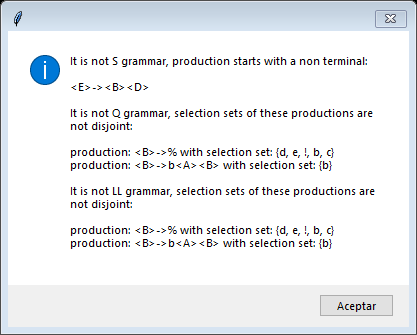 It is not S grammar, production starts with a non terminal:
<E>-><B><D>
It is not Q grammar, selection sets of these productions are
not disjoint:
production: <B>->% with selection set: {d, e, !, b, c}
production: <B>->b<A><B> with selection set: {b}
It is not LL grammar, selection sets of these productions are
not disjoint:
production: <B>->% with selection set: {d, e, !, b, c}
production: <B>->b<A><B> with selection set: {b}
Aceptar